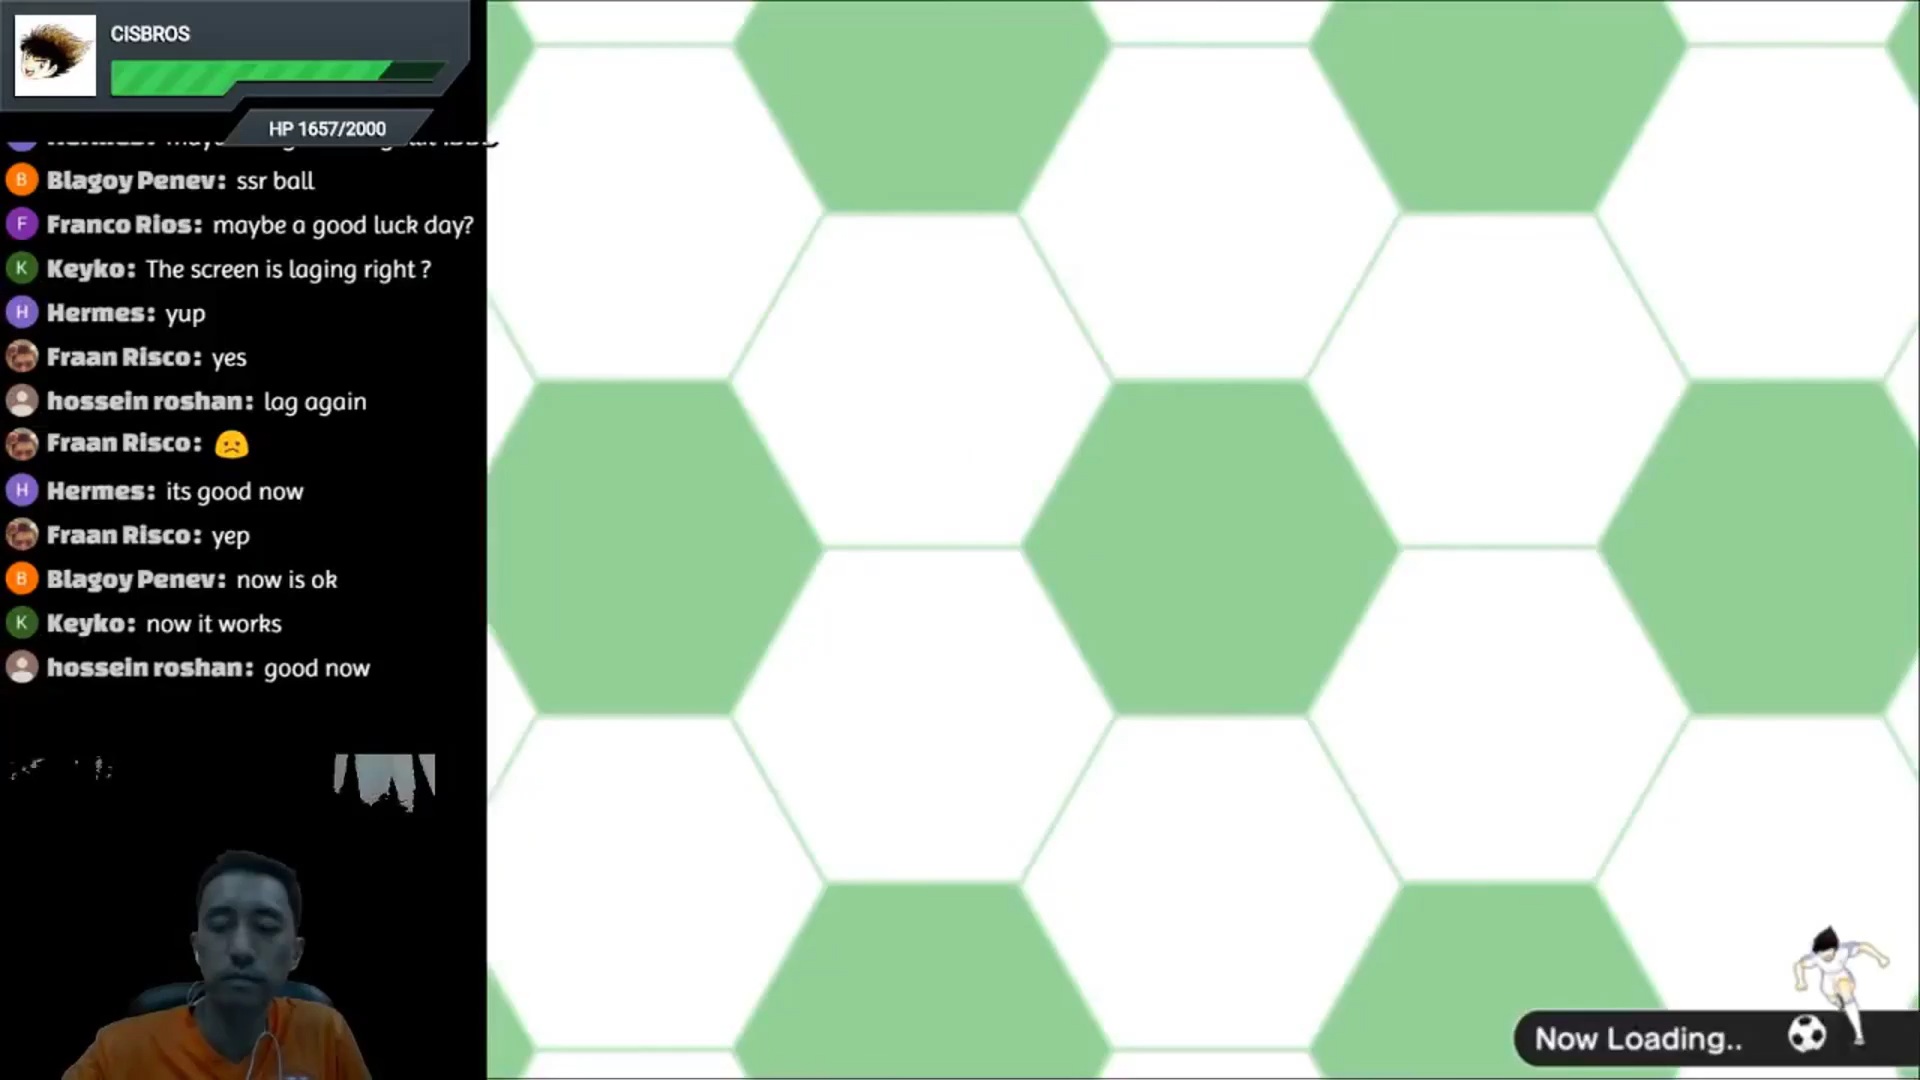 CISBROS
HP 1657/2000
B Blagoy Penev: ssr ball
F Franco Rios: maybe a good luck day?
K Keyko: The screen is laging right ?
H Hermes: yup
Fraan Risco: yes
hossein roshan: lag again
Fraan Risco: ☹️
H Hermes: its good now
Fraan Risco: yep
B Blagoy Penev: now is ok
K Keyko: now it works
hossein roshan: good now
Now Loading..